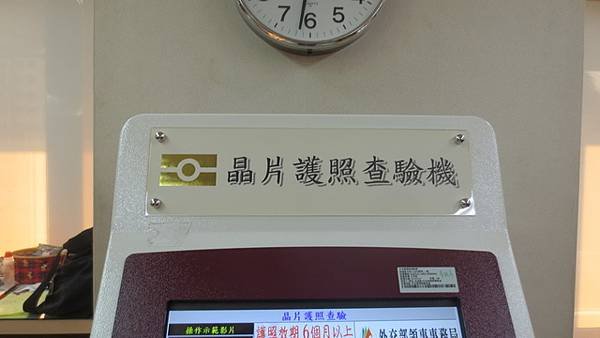 8 7 6 5 4
晶片護照查驗機
晶片護照查驗
操作示範影片
護照效期6個月以上
外交部領事事務局